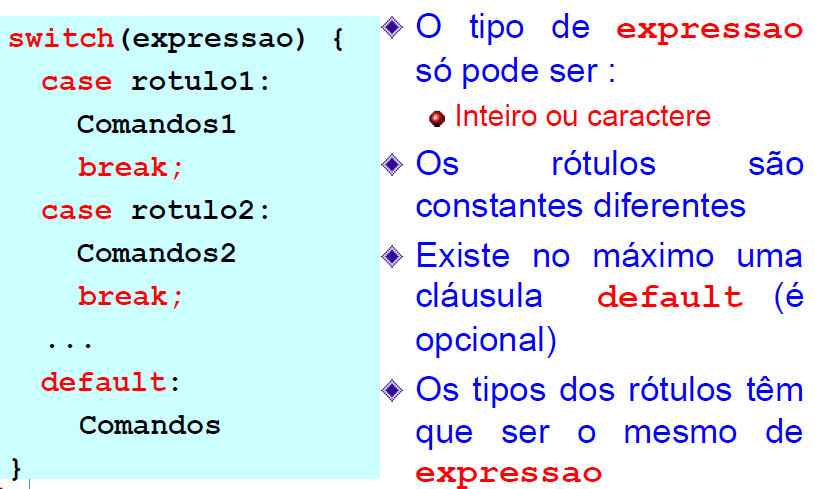 switch(expressao) {
case rotulo1:
Comandos1
break;
case rotulo2:
Comandos2
break;
...
default:
Comandos
}
O tipo de expressao
só pode ser :
Inteiro ou caractere
Os rótulos são
constantes diferentes
Existe no máximo uma
cláusula default (é
opcional)
Os tipos dos rótulos têm
que ser o mesmo de
expressao